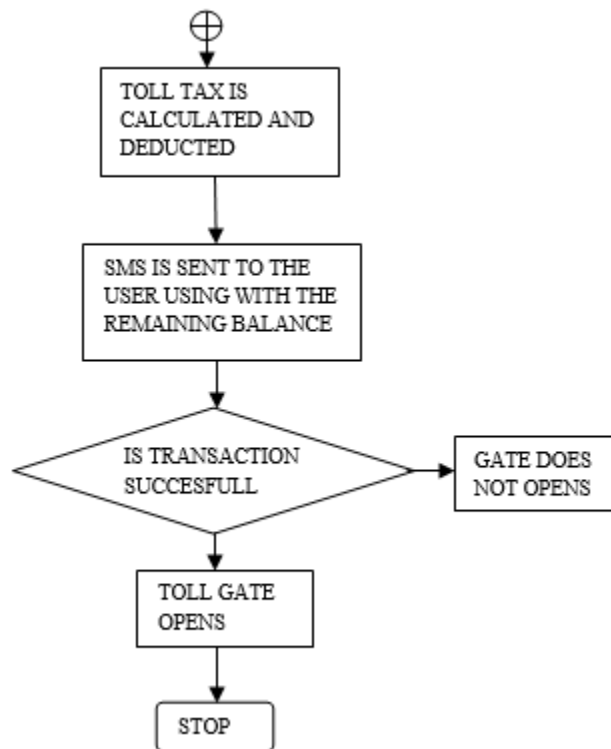 TOLL TAX IS
CALCULATED AND
DEDUCTED
SMS IS SENT TO THE
USER USING WITH THE
REMAINING BALANCE
IS TRANSACTION
SUCCESFULL
GATE DOES
NOT OPENS
TOLL GATE
OPENS
STOP